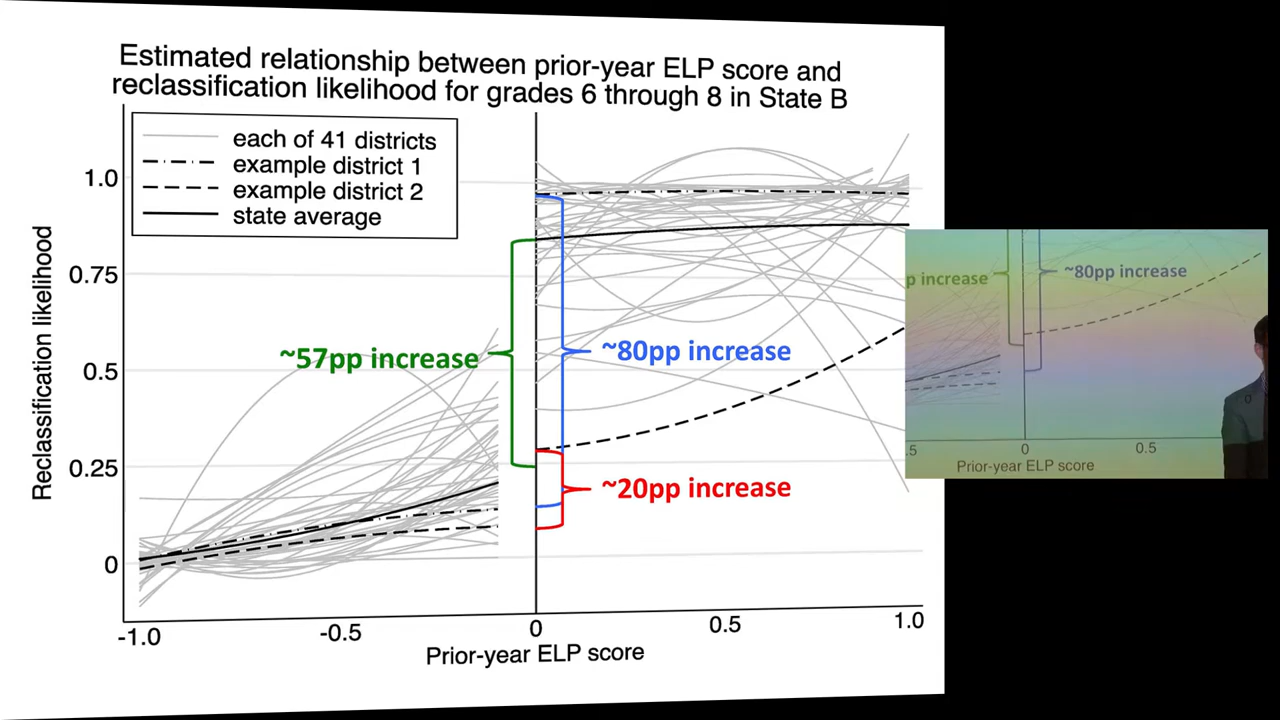 Estimated relationship between prior-year ELP score and
reclassification likelihood for grades 6 through 8 in State B
each of 41 districts
example district 1
example district 2
state average
Reclassification likelihood
1.0
0.75
0.5
0.25
0
~57pp increase
~80pp increase
~20pp increase
-1.0
-0.5
0
0.5
1.0
Prior-year ELP score
p increase
~80pp increase
.5
0
0.5
Prior-year ELP score